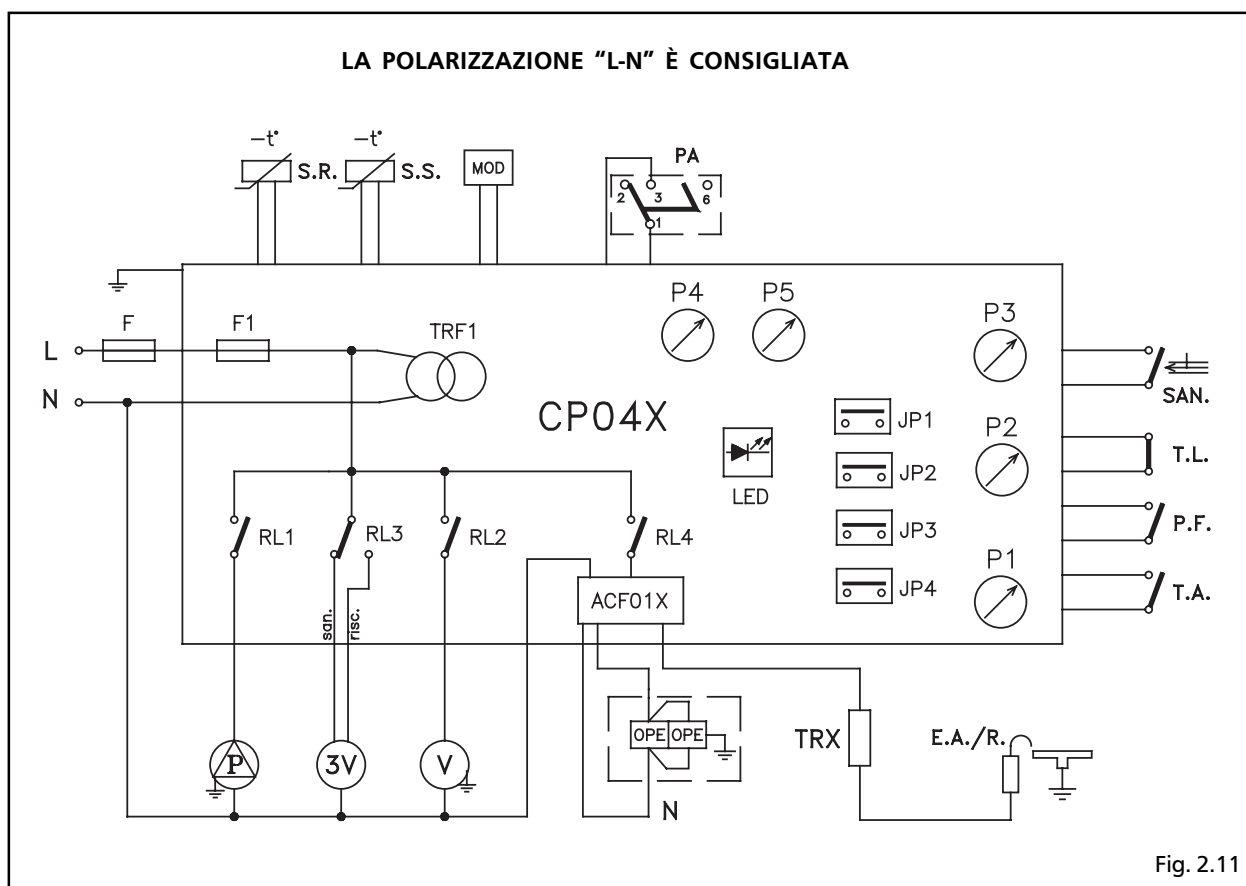 LA POLARIZZAZIONE “L-N” È CONSIGLIATA
-t° S.R.
-t° S.S.
MOD
PA
2 3 6
1
P4 P5
P3
F F1
TRF1
L
N
SAN.
CP04X
JP1
P2
T.L.
JP2
LED
RL1 RL3 RL2 RL4
JP3
P.F.
P1
JP4
T.A.
ACF01X
san. risc.
OPE OPE
P 3V V
TRX
E.A./R.
N
Fig. 2.11